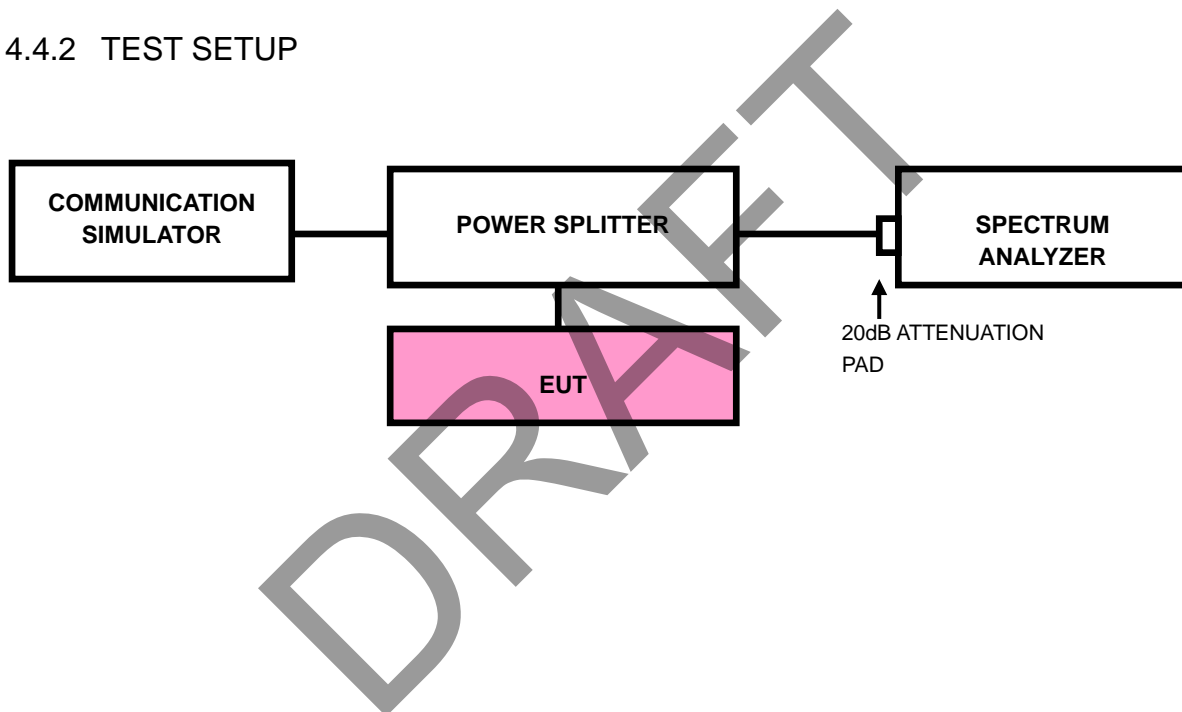 4.4.2 TEST SETUP
COMMUNICATION
SIMULATOR
POWER SPLITTER
SPECTRUM
ANALYZER
20dB ATTENUATION
PAD
EUT
DRAFT